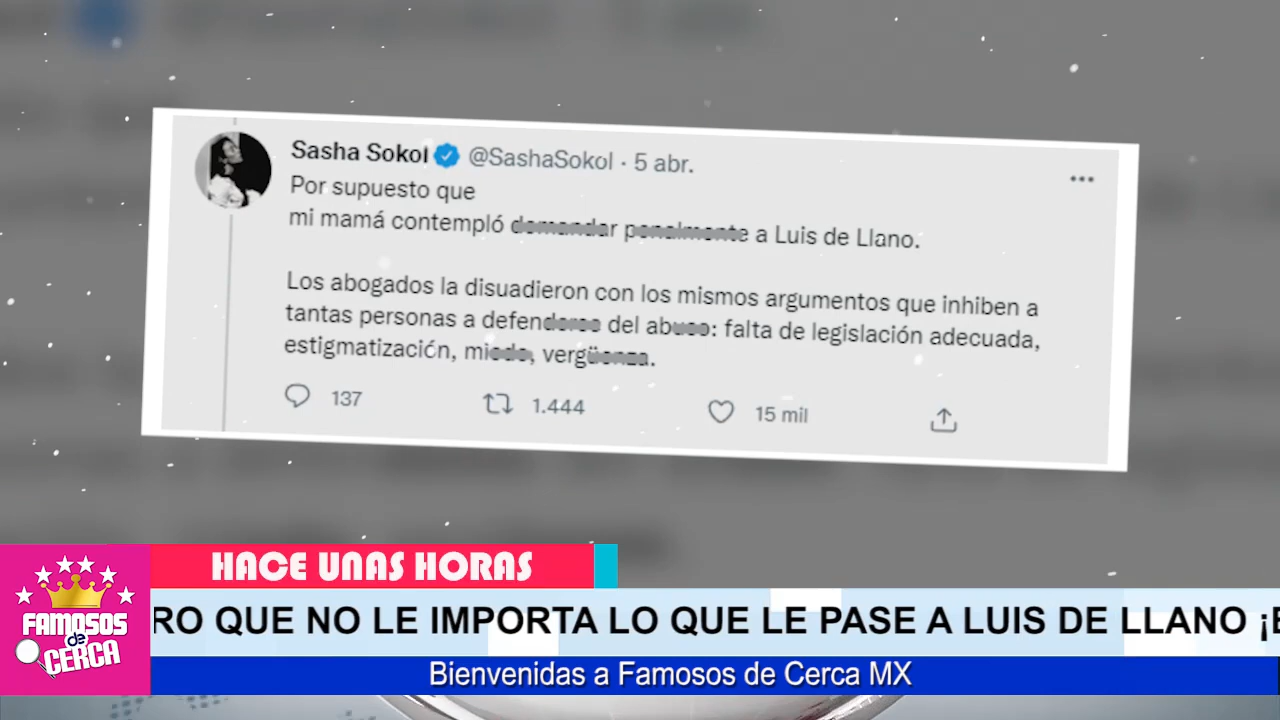 Sasha Sokol @SashaSokol · 5 abr.
Por supuesto que
mi mamá contempló demandar penalmente a Luis de Llano.
Los abogados la disuadieron con los mismos argumentos que inhiben a
tantas personas a defenderse del abuso: falta de legislación adecuada,
estigmatización, miedo, vergüenza.
137 1.444 15 mil
HACE UNAS HORAS
RO QUE NO LE IMPORTA LO QUE LE PASE A LUIS DE LLANO ¡E
FAMOSOS
de
CERCA
Bienvenidas a Famosos de Cerca MX